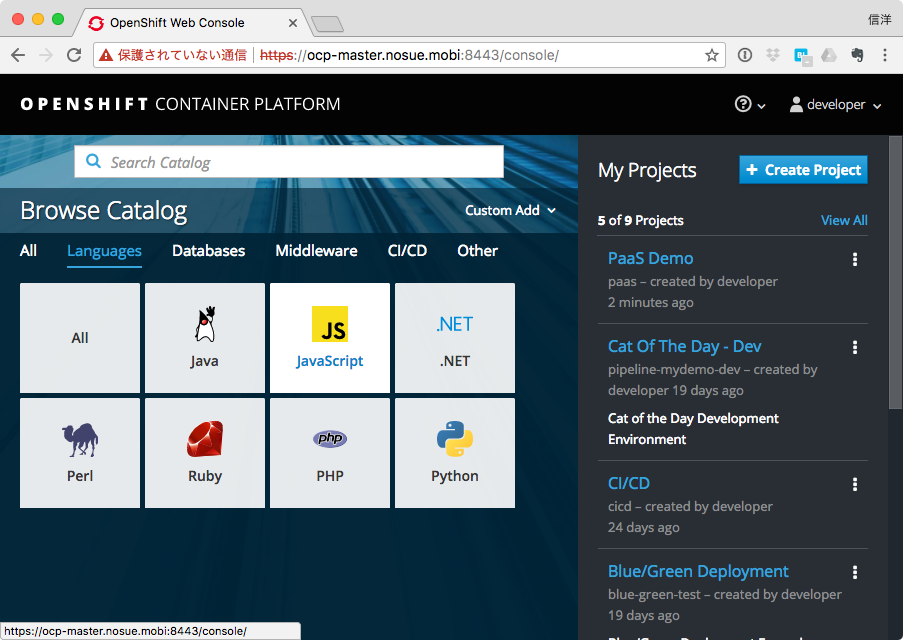 OpenShift Web Console
信洋
保護されていない通信 https://ocp-master.nosue.mobi:8443/console/
OPENSHIFT CONTAINER PLATFORM
developer
Search Catalog
Browse Catalog
Custom Add
All Languages Databases Middleware CI/CD Other
All
Java
JS
JavaScript
.NET
.NET
Perl
Ruby
php
PHP
Python
My Projects
+ Create Project
5 of 9 Projects
View All
PaaS Demo
paas – created by developer
2 minutes ago
Cat Of The Day - Dev
pipeline-mydemo-dev – created by
developer 19 days ago
Cat of the Day Development
Environment
CI/CD
cicd – created by developer
24 days ago
Blue/Green Deployment
blue-green-test – created by developer
19 days ago
https://ocp-master.nosue.mobi:8443/console/